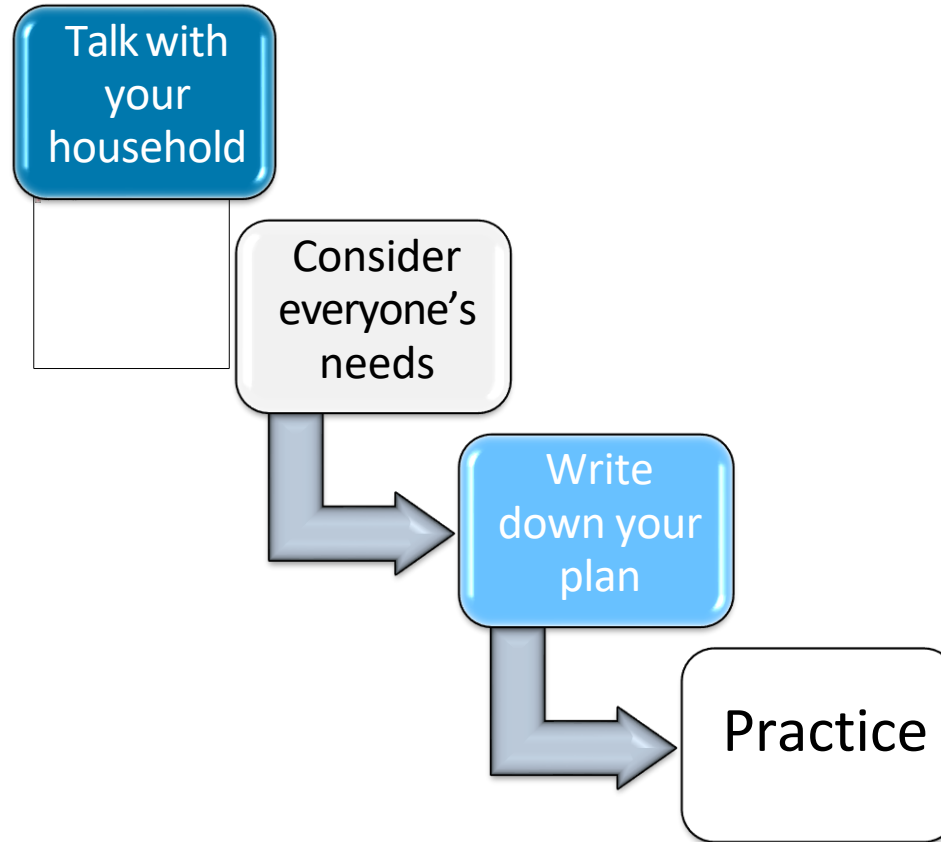 Talk with
your
household
Consider
everyone’s
needs
Write
down your
plan
Practice